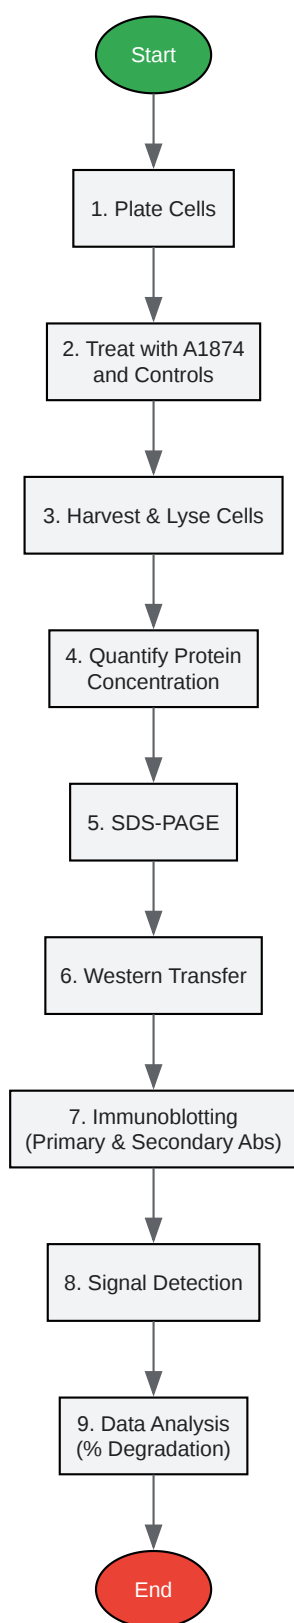 Start
1. Plate Cells
2. Treat with A1874
and Controls
3. Harvest & Lyse Cells
4. Quantify Protein
Concentration
5. SDS-PAGE
6. Western Transfer
7. Immunoblotting
(Primary & Secondary Abs)
8. Signal Detection
9. Data Analysis
(% Degradation)
End